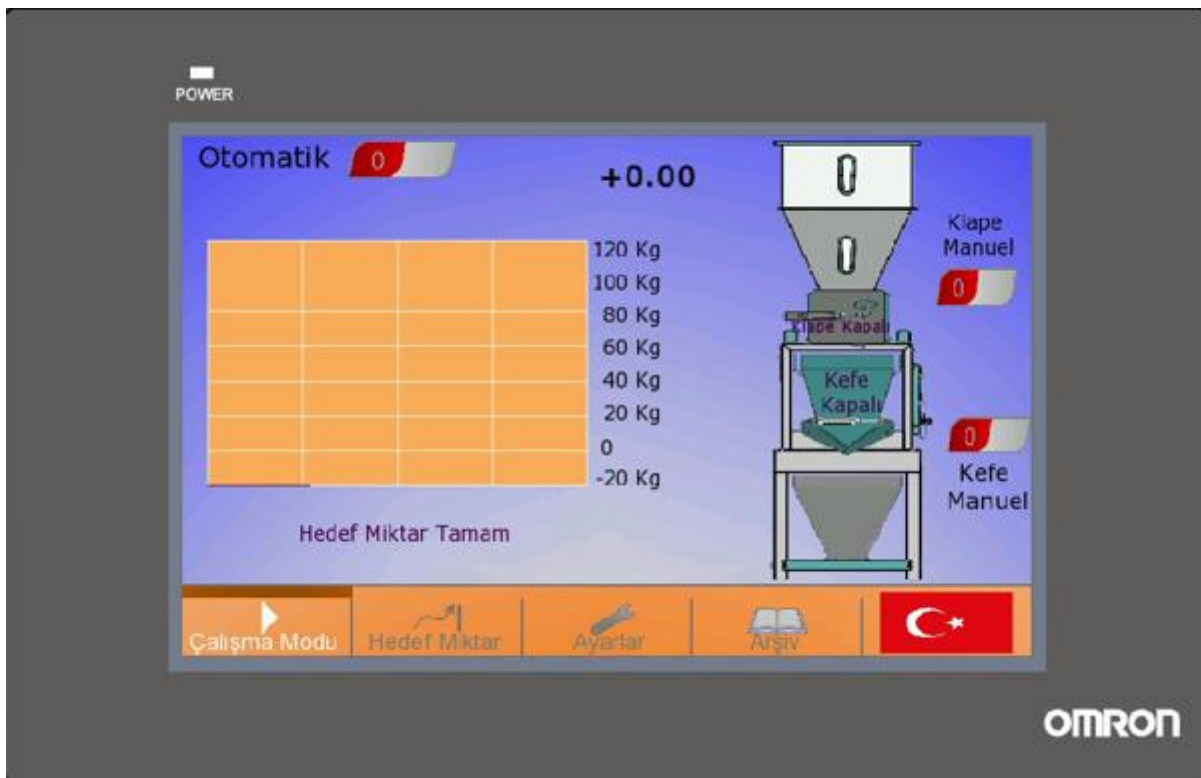 POWER
Otomatik
0
+0.00
120 Kg
100 Kg
80 Kg
60 Kg
40 Kg
20 Kg
0
-20 Kg
Klape
Manuel
0
Klape Kapalı
Kefe
Kapalı
0
Kefe
Manuel
Hedef Miktar Tamam
Çalışma Modu
Hedef Miktar
Ayarlar
Arşiv
OMRON